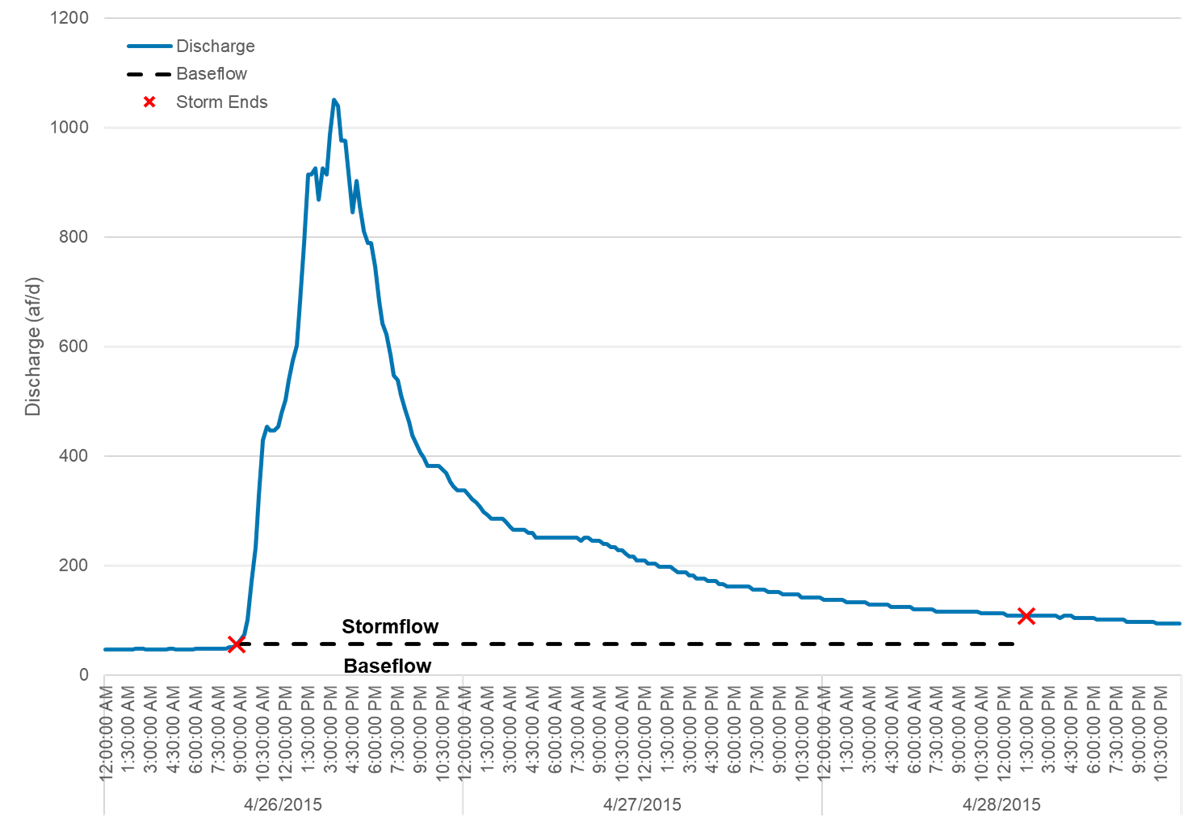 1200
1000
800
600
400
200
0
Discharge (af/d)
Discharge
Baseflow
Storm Ends
Stormflow
Baseflow
12:00:00 AM
1:30:00 AM
3:00:00 AM
4:30:00 AM
6:00:00 AM
7:30:00 AM
9:00:00 AM
10:30:00 AM
12:00:00 PM
1:30:00 PM
3:00:00 PM
4:30:00 PM
6:00:00 PM
7:30:00 PM
9:00:00 PM
10:30:00 PM
12:00:00 AM
1:30:00 AM
3:00:00 AM
4:30:00 AM
6:00:00 AM
7:30:00 AM
9:00:00 AM
10:30:00 AM
12:00:00 PM
1:30:00 PM
3:00:00 PM
4:30:00 PM
6:00:00 PM
7:30:00 PM
9:00:00 PM
10:30:00 PM
12:00:00 AM
1:30:00 AM
3:00:00 AM
4:30:00 AM
6:00:00 AM
7:30:00 AM
9:00:00 AM
10:30:00 AM
12:00:00 PM
1:30:00 PM
3:00:00 PM
4:30:00 PM
6:00:00 PM
7:30:00 PM
9:00:00 PM
10:30:00 PM
4/26/2015
4/27/2015
4/28/2015